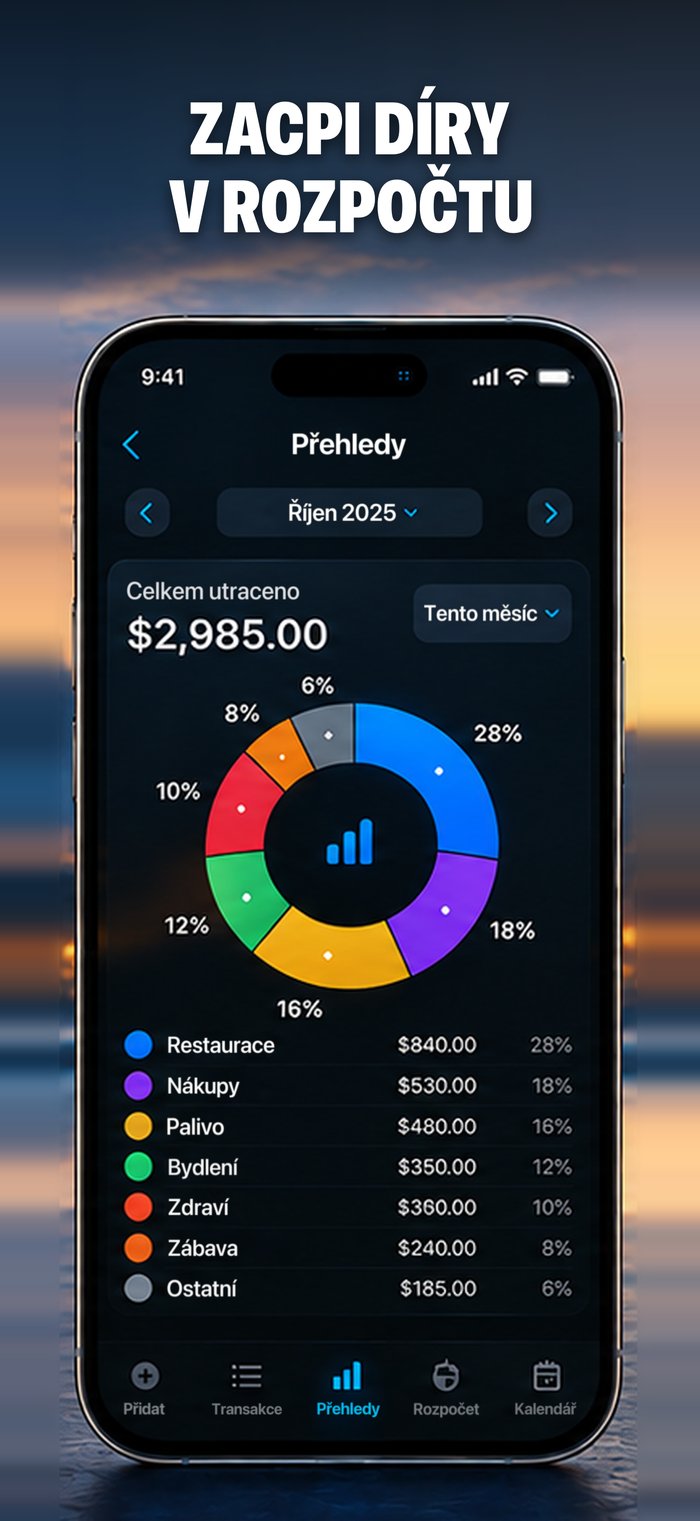 ZACPI DÍRY
V ROZPOČTU
9:41
Přehledy
Říjen 2025
Celkem utraceno
$2,985.00
Tento měsíc
6%
8%
28%
10%
12%
18%
16%
Restaurace $840.00 28%
Nákupy $530.00 18%
Palivo $480.00 16%
Bydlení $350.00 12%
Zdraví $360.00 10%
Zábava $240.00 8%
Ostatní $185.00 6%
Přidat Transakce Přehledy Rozpočet Kalendář